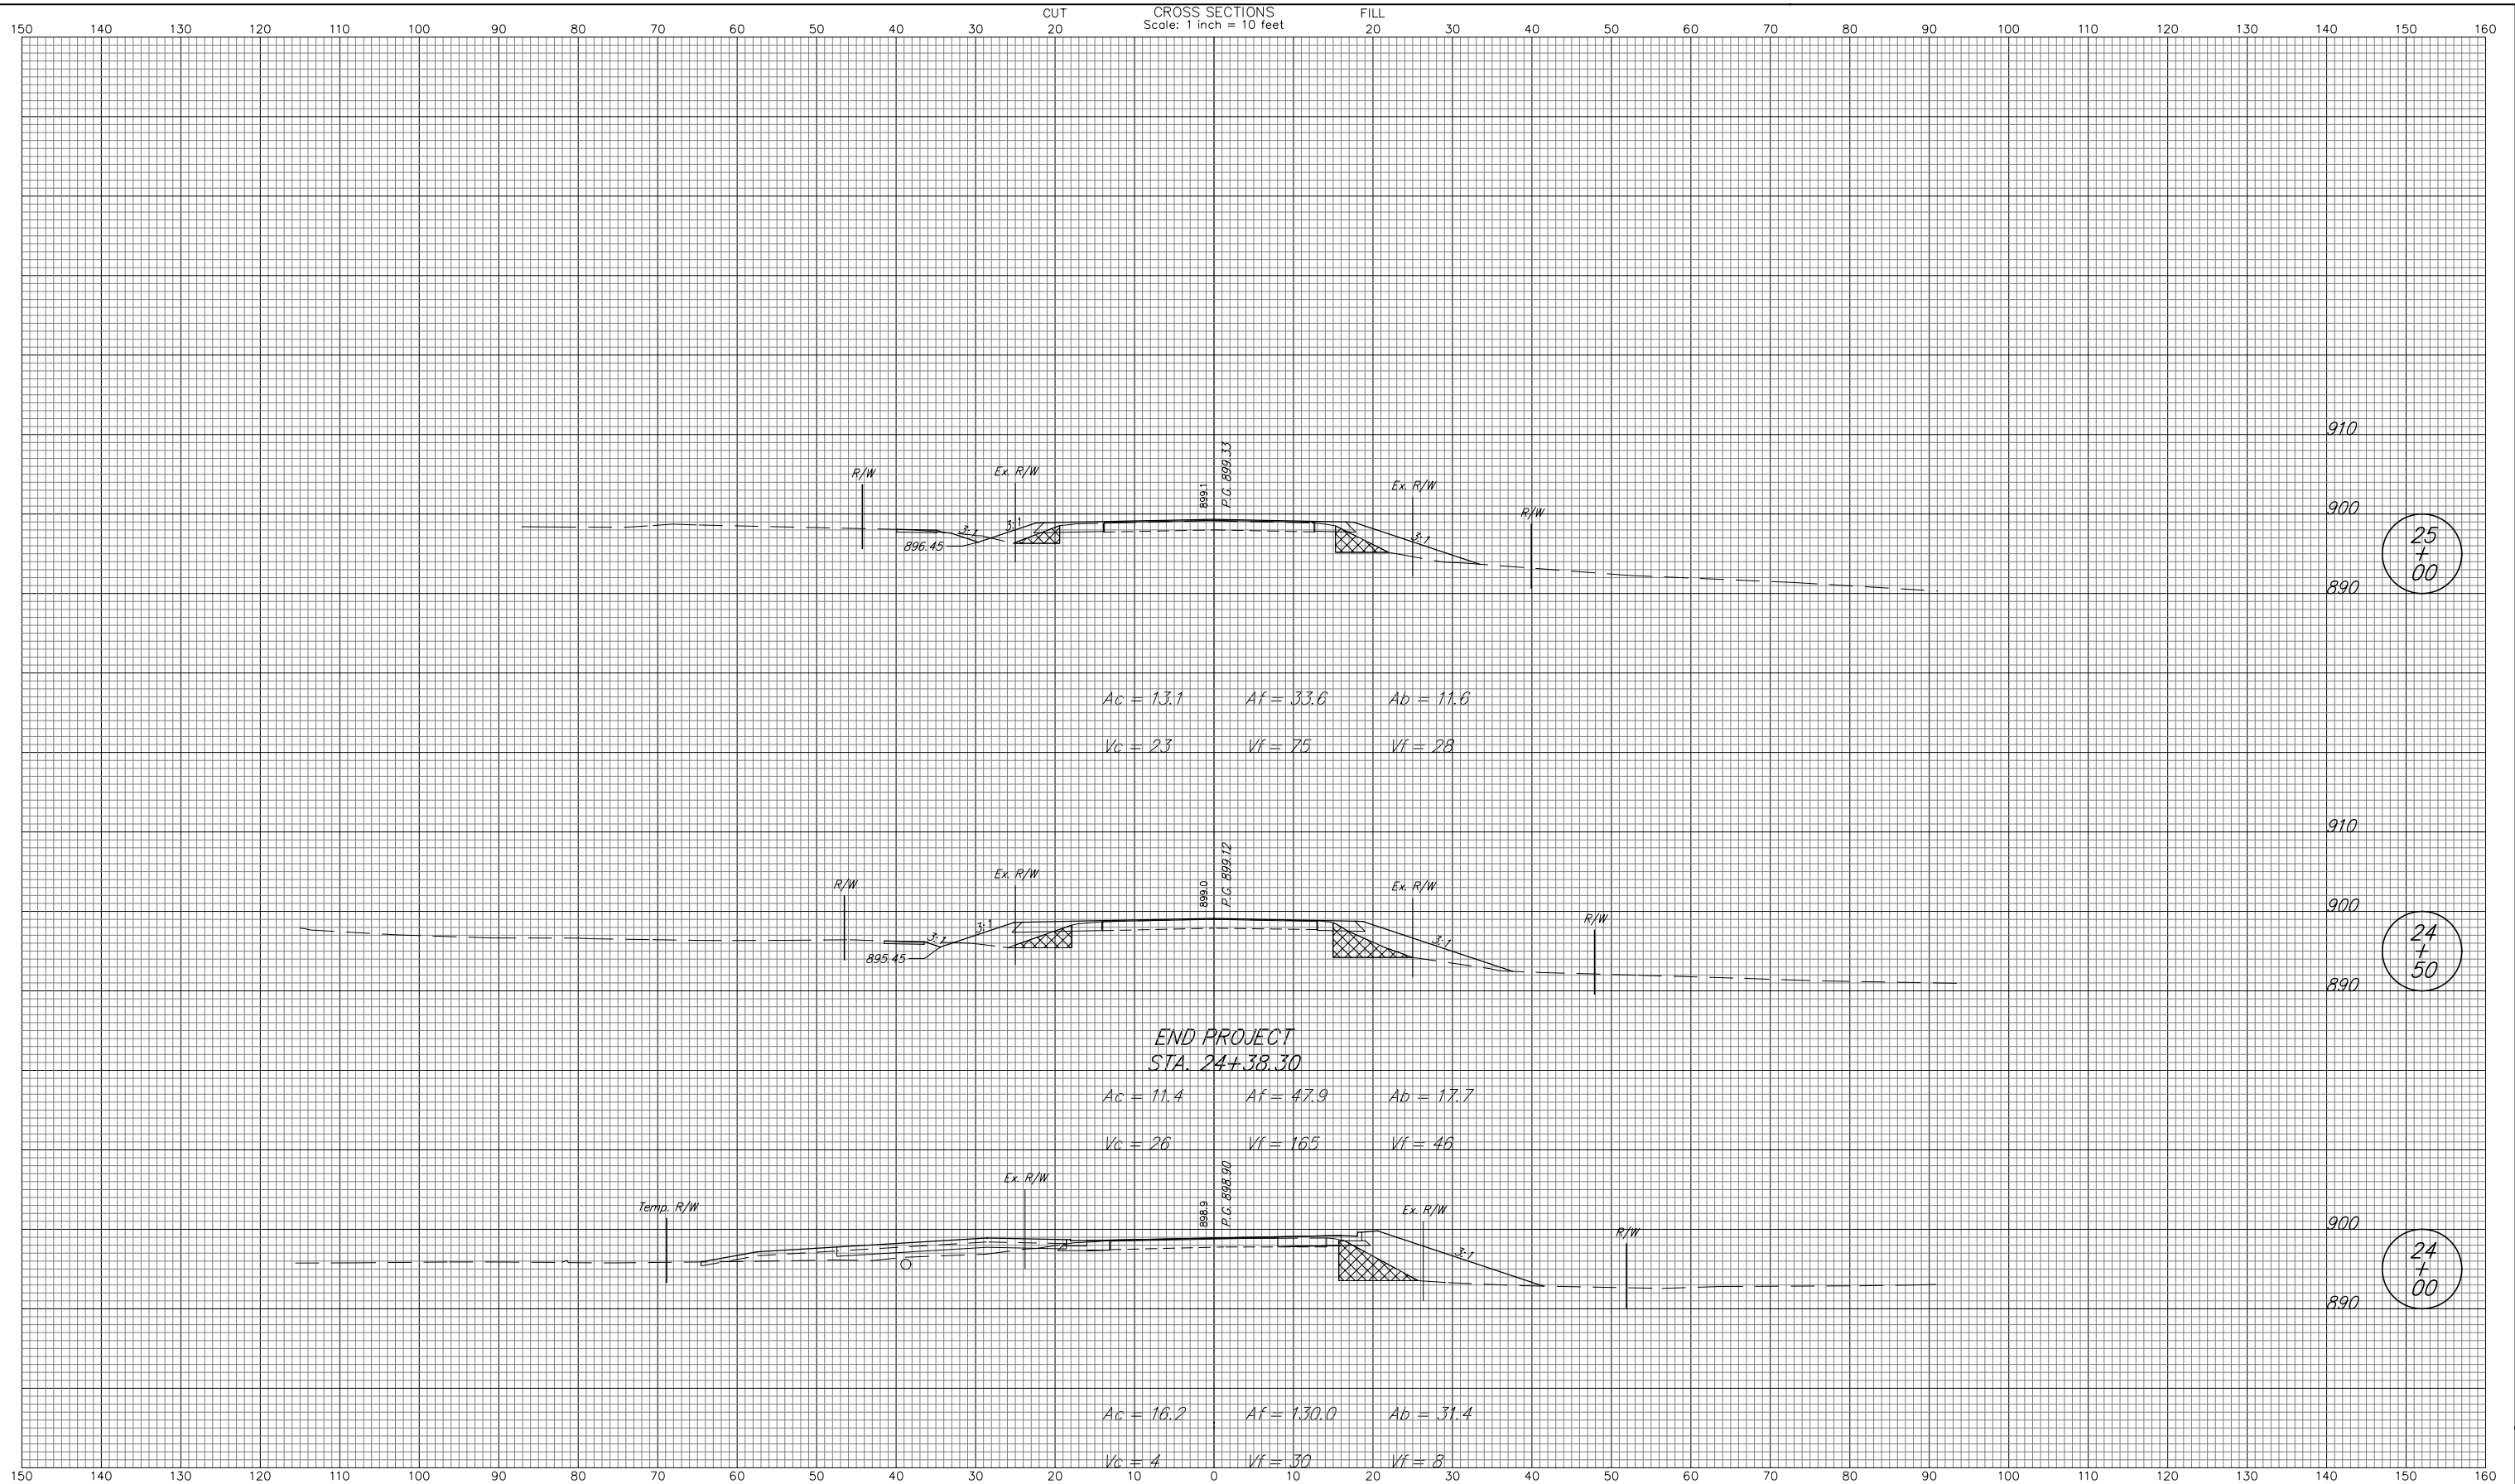 CUT CROSS SECTIONS FILL
Scale: 1 inch = 10 feet
150 140 130 120 110 100 90 80 70 60 50 40 30 20 20 30 40 50 60 70 80 90 100 110 120 130 140 150 160
910
P.G. 899.33
R/W Ex. R/W 899.1 Ex. R/W
R/W
900
3:1 3:1 3:1
896.45
25
+
00
890
Ac = 13.1 Af = 33.6 Ab = 11.6
Vc = 23 Vf = 75 Vf = 28
910
P.G. 899.12
R/W Ex. R/W 899.0 Ex. R/W
R/W
900
3:1 3:1 3:1
895.45
24
+
50
890
END PROJECT
STA. 24+38.30
Ac = 11.4 Af = 47.9 Ab = 17.7
Vc = 26 Vf = 165 Vf = 46
P.G. 898.90
Temp. R/W Ex. R/W 898.9 Ex. R/W
R/W
900
3:1
24
+
00
890
Ac = 16.2 Af = 130.0 Ab = 31.4
Vc = 4 Vf = 30 Vf = 8
150 140 130 120 110 100 90 80 70 60 50 40 30 20 10 0 10 20 30 40 50 60 70 80 90 100 110 120 130 140 150 160